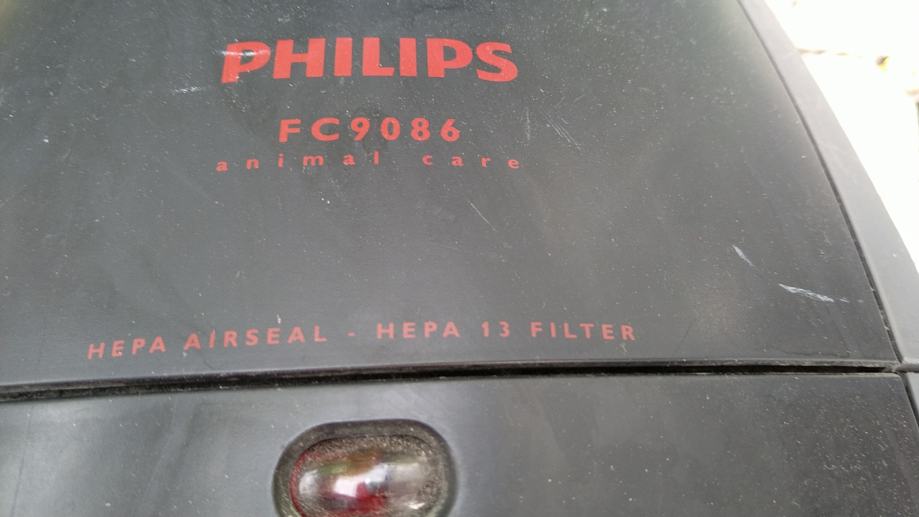 PHILIPS
FC9086
animal care
HEPA AIRSEAL - HEPA 13 FILTER